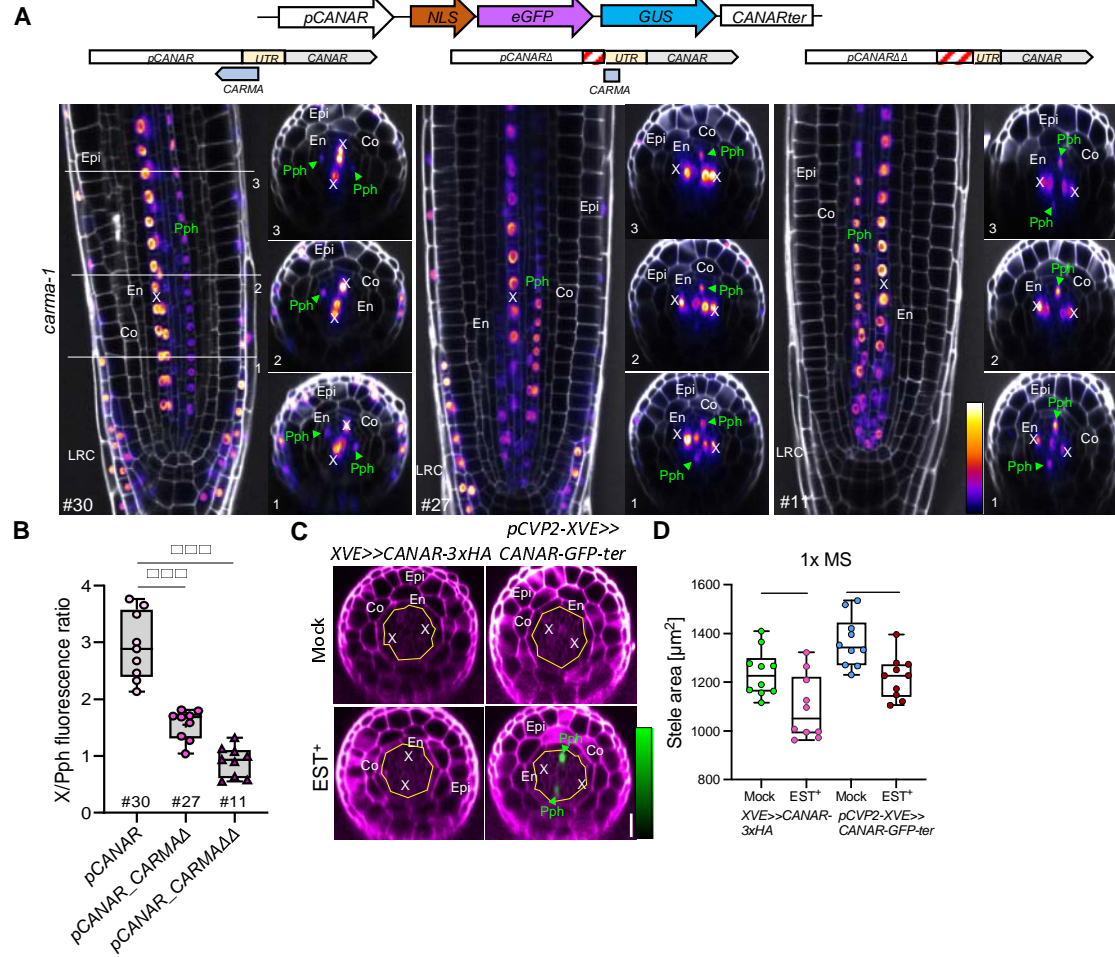 A
pCANAR NLS eGFP GUS CANARter
pCANAR UTR CANAR
CARMA
pCANARΔ UTR CANAR
CARMA
pCANARΔΔ UTR CANAR
carma-1
Epi
3
Pph
2
En
X
Co
1
LRC
#30
Epi
En
Co
X
Pph
X
Pph
Epi
3
Epi
X
Co
Pph
En
X
2
Epi
En
Co
X
Pph
X
Pph
1
Epi
Pph
X
Co
En
LRC
#27
Epi
En
Co
Pph
X
X
3
Epi
En
Co
Pph
X
X
2
Epi
En
Co
Pph
X
X
Pph
1
Epi
Co
Pph
X
En
LRC
#11
Epi
Pph
En
Co
X
X
Pph
3
Epi
Co
En
Pph
X
X
2
Epi
Pph
En
Co
X
X
Pph
1
B
X/Pph fluorescence ratio
4
3
2
1
0
□□□
□□□
#30 #27 #11
pCANAR
pCANAR_CARMAΔ
pCANAR_CARMAΔΔ
C
XVE>>CANAR-3xHA
pCVP2-XVE>>
CANAR-GFP-ter
Mock
Epi
Co
En
X
X
Epi
En
Co
X
X
EST⁺
En
X
Co
X
Epi
Epi
Pph
Co
En
X
X
Pph
D
1x MS
Stele area [µm²]
1600
1400
1200
1000
800
Mock EST⁺ Mock EST⁺
XVE>>CANAR-
3xHA
pCVP2-XVE>>
CANAR-GFP-ter